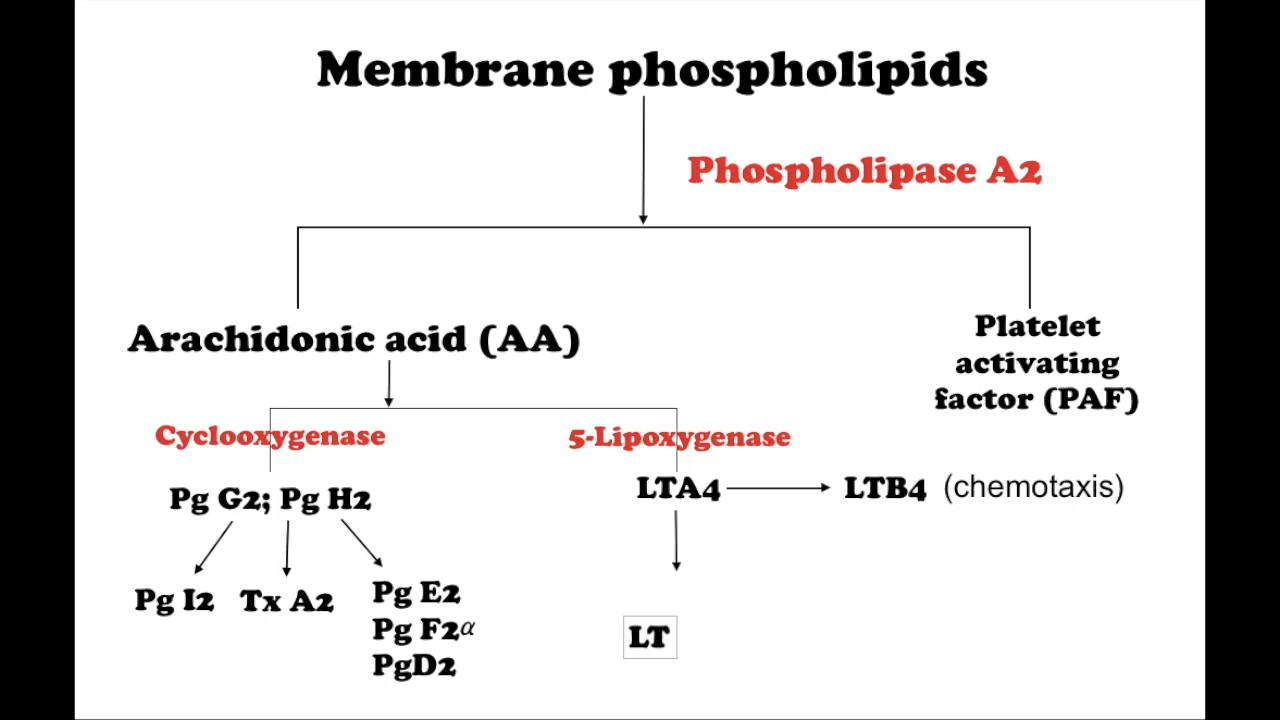 Membrane phospholipids
Phospholipase A2
Arachidonic acid (AA)
Platelet
activating
factor (PAF)
Cyclooxygenase
5-Lipoxygenase
Pg G2; Pg H2
LTA4
LTB4 (chemotaxis)
Pg I2
Tx A2
Pg E2
Pg F2α
PgD2
LT